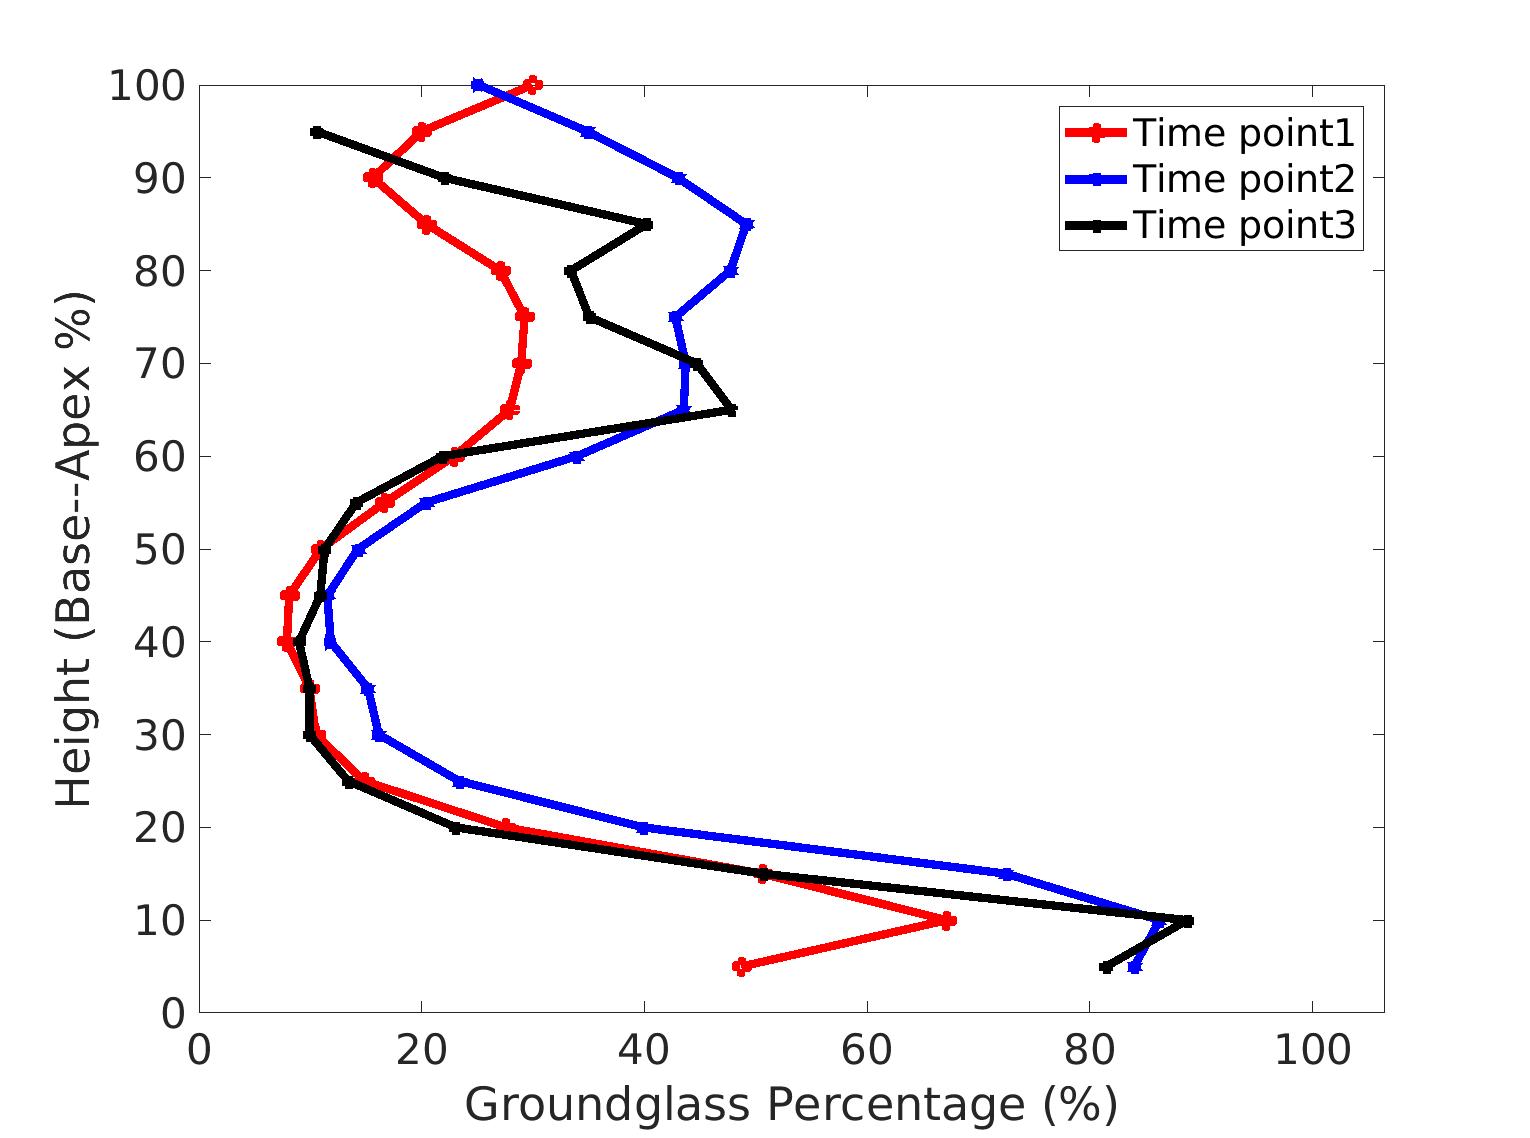 100
90
80
70
60
50
40
30
20
10
0
0 20 40 60 80 100
Height (Base--Apex %)
Groundglass Percentage (%)
Time point1
Time point2
Time point3